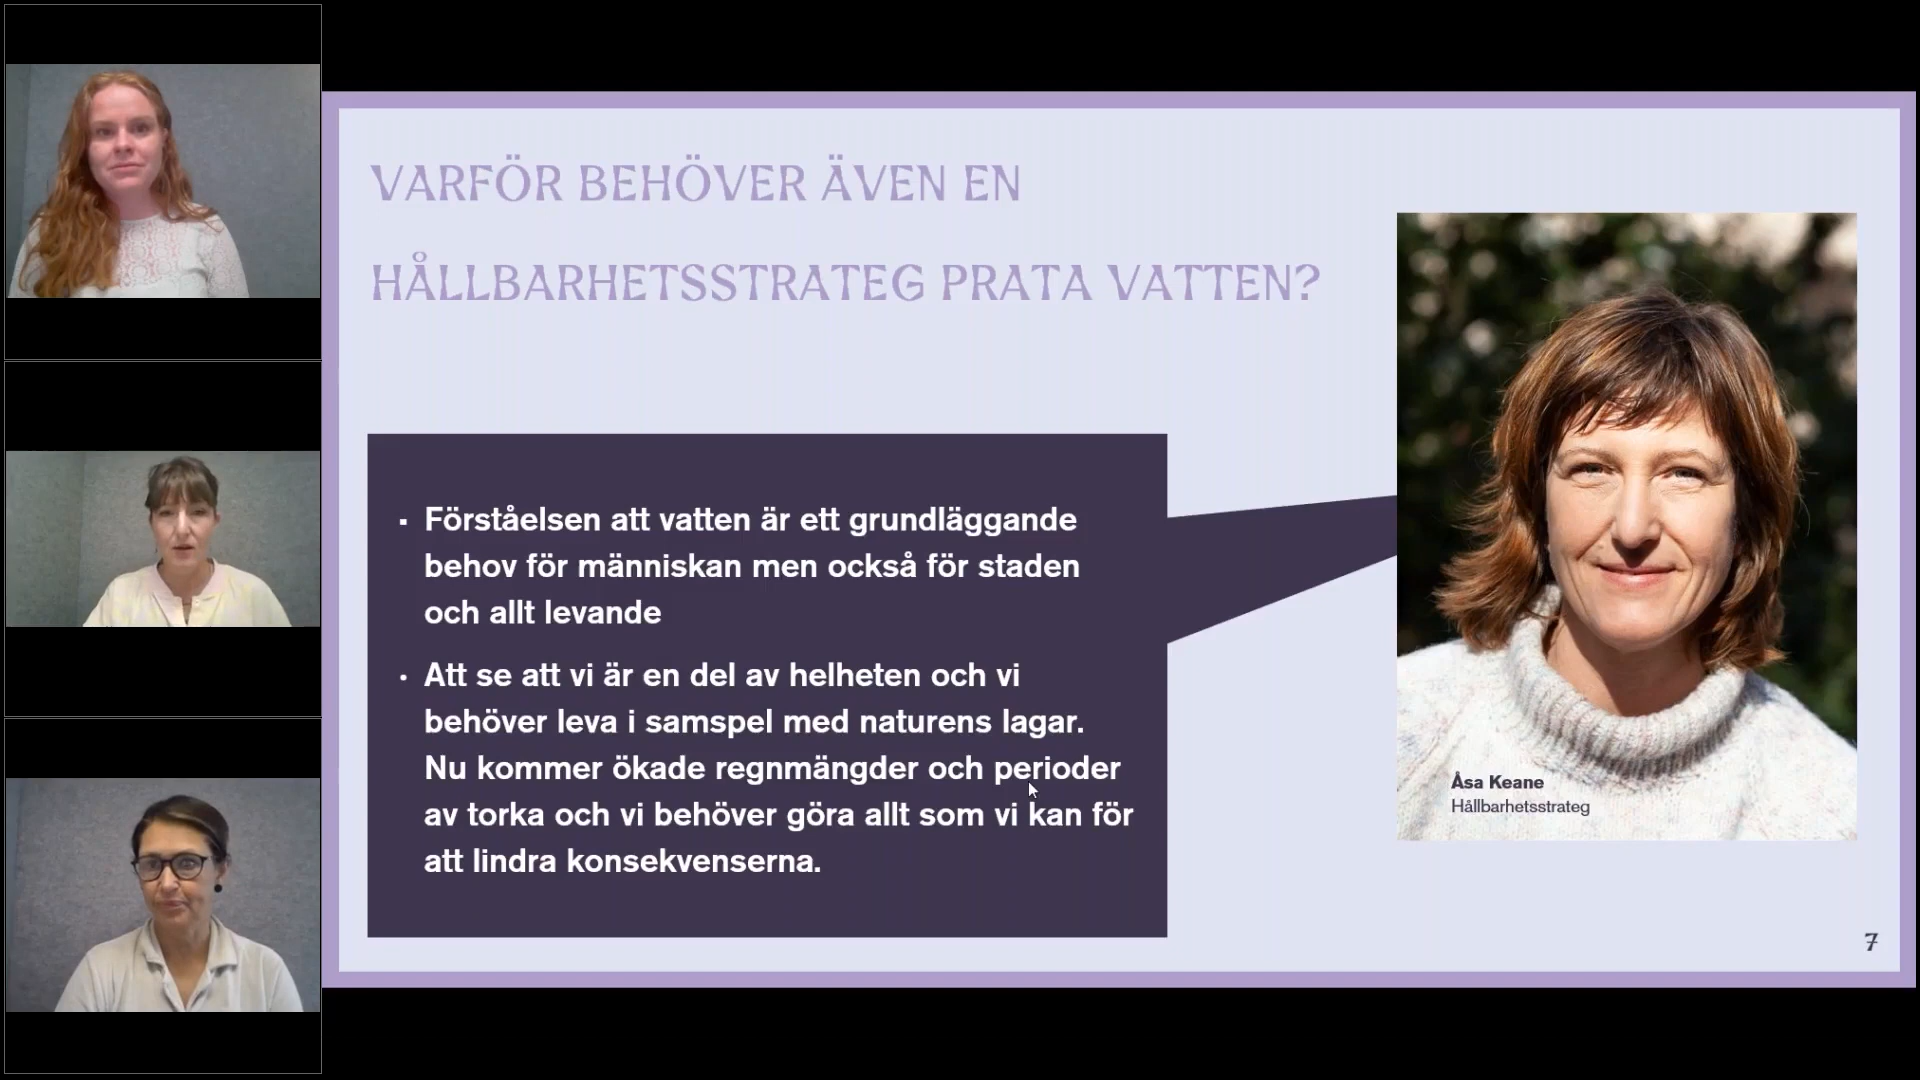 VARFÖR BEHÖVER ÄVEN EN
HÅLLBARHETSSTRATEG PRATA VATTEN?
Förståelsen att vatten är ett grundläggande
behov för människan men också för staden
och allt levande
Att se att vi är en del av helheten och vi
behöver leva i samspel med naturens lagar.
Nu kommer ökade regnmängder och perioder
av torka och vi behöver göra allt som vi kan för
att lindra konsekvenserna.
Åsa Keane
Hållbarhetsstrateg
7